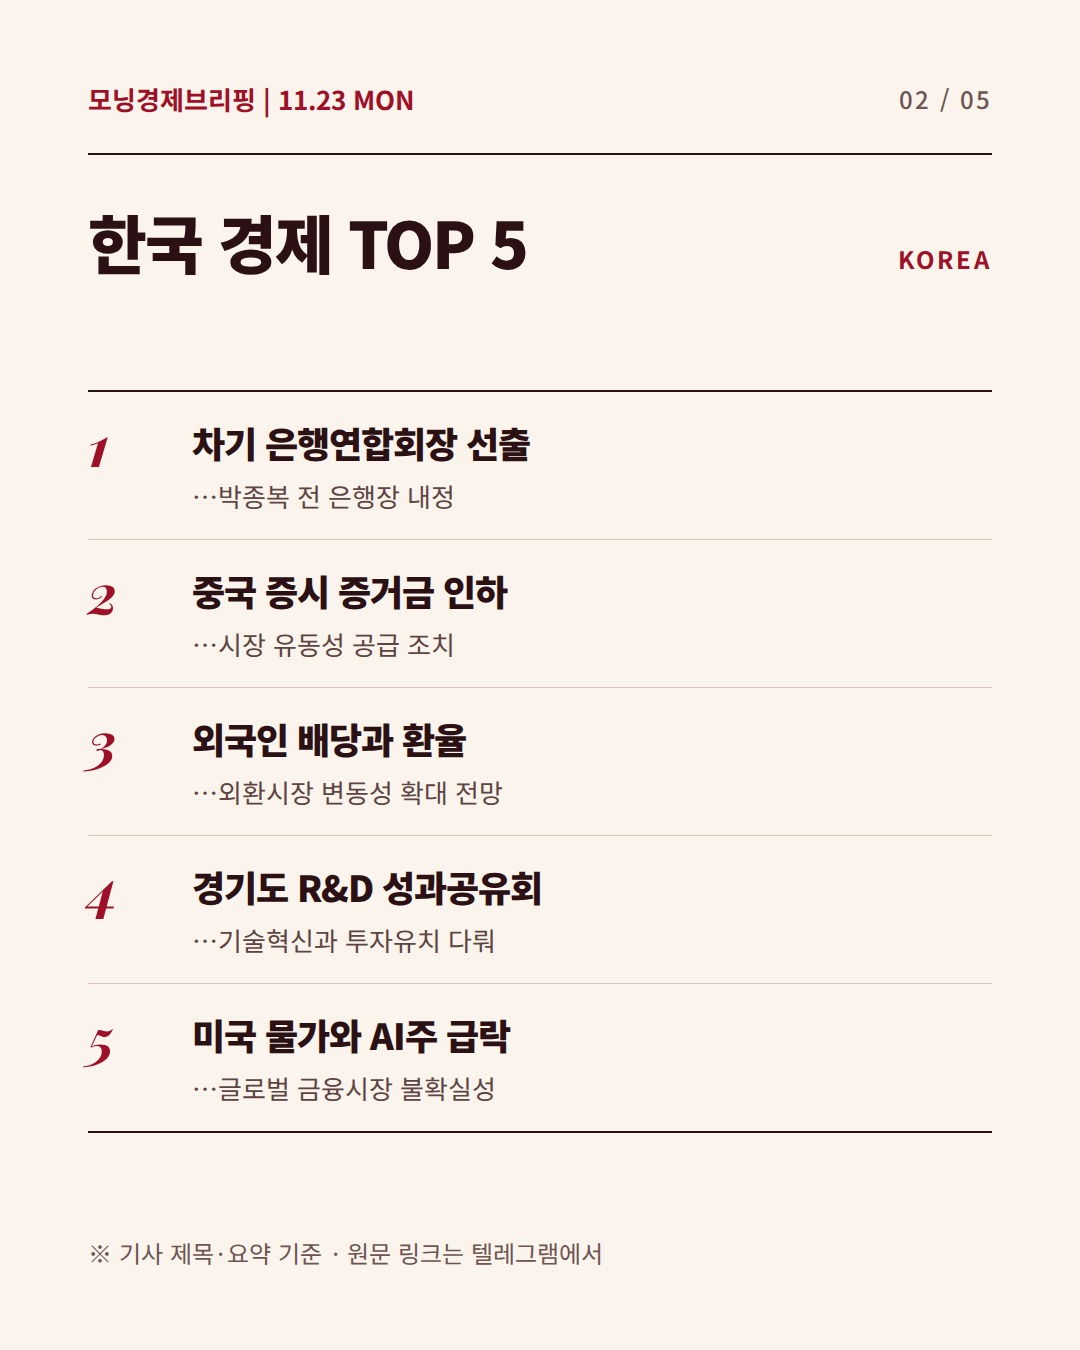 모닝경제브리핑 | 11.23 MON
02 / 05
한국 경제 TOP 5
KOREA
1
차기 은행연합회장 선출
…박종복 전 은행장 내정
2
중국 증시 증거금 인하
…시장 유동성 공급 조치
3
외국인 배당과 환율
…외환시장 변동성 확대 전망
4
경기도 R&D 성과공유회
…기술혁신과 투자유치 다뤄
5
미국 물가와 AI주 급락
…글로벌 금융시장 불확실성
※ 기사 제목·요약 기준 · 원문 링크는 텔레그램에서